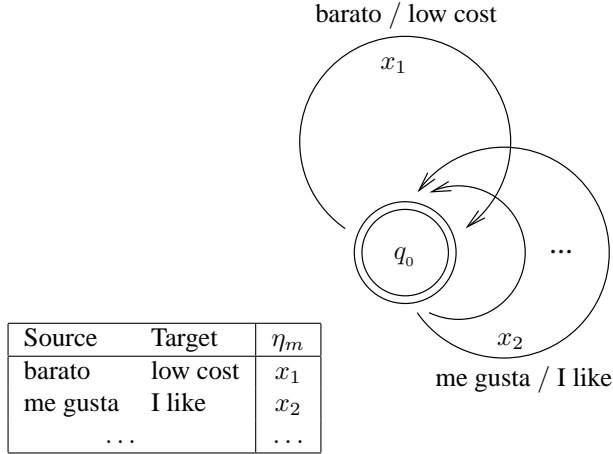 barato / low cost
x₁
q₀
...
x₂
me gusta / I like
Source Target ηₘ
barato low cost x₁
me gusta I like x₂
... ...